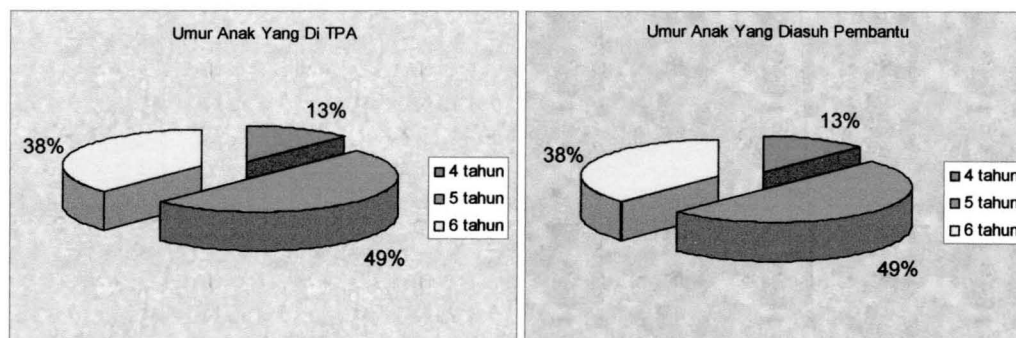 Umur Anak Yang Di TPA
13%
38%
49%
4 tahun
5 tahun
6 tahun
Umur Anak Yang Diasuh Pembantu
13%
38%
49%
4 tahun
5 tahun
6 tahun